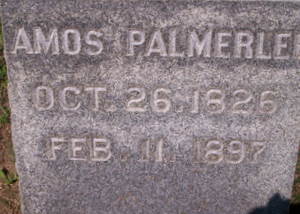 AMOS PALMERLEE
OCT. 26. 1826
FEB. 11. 1897